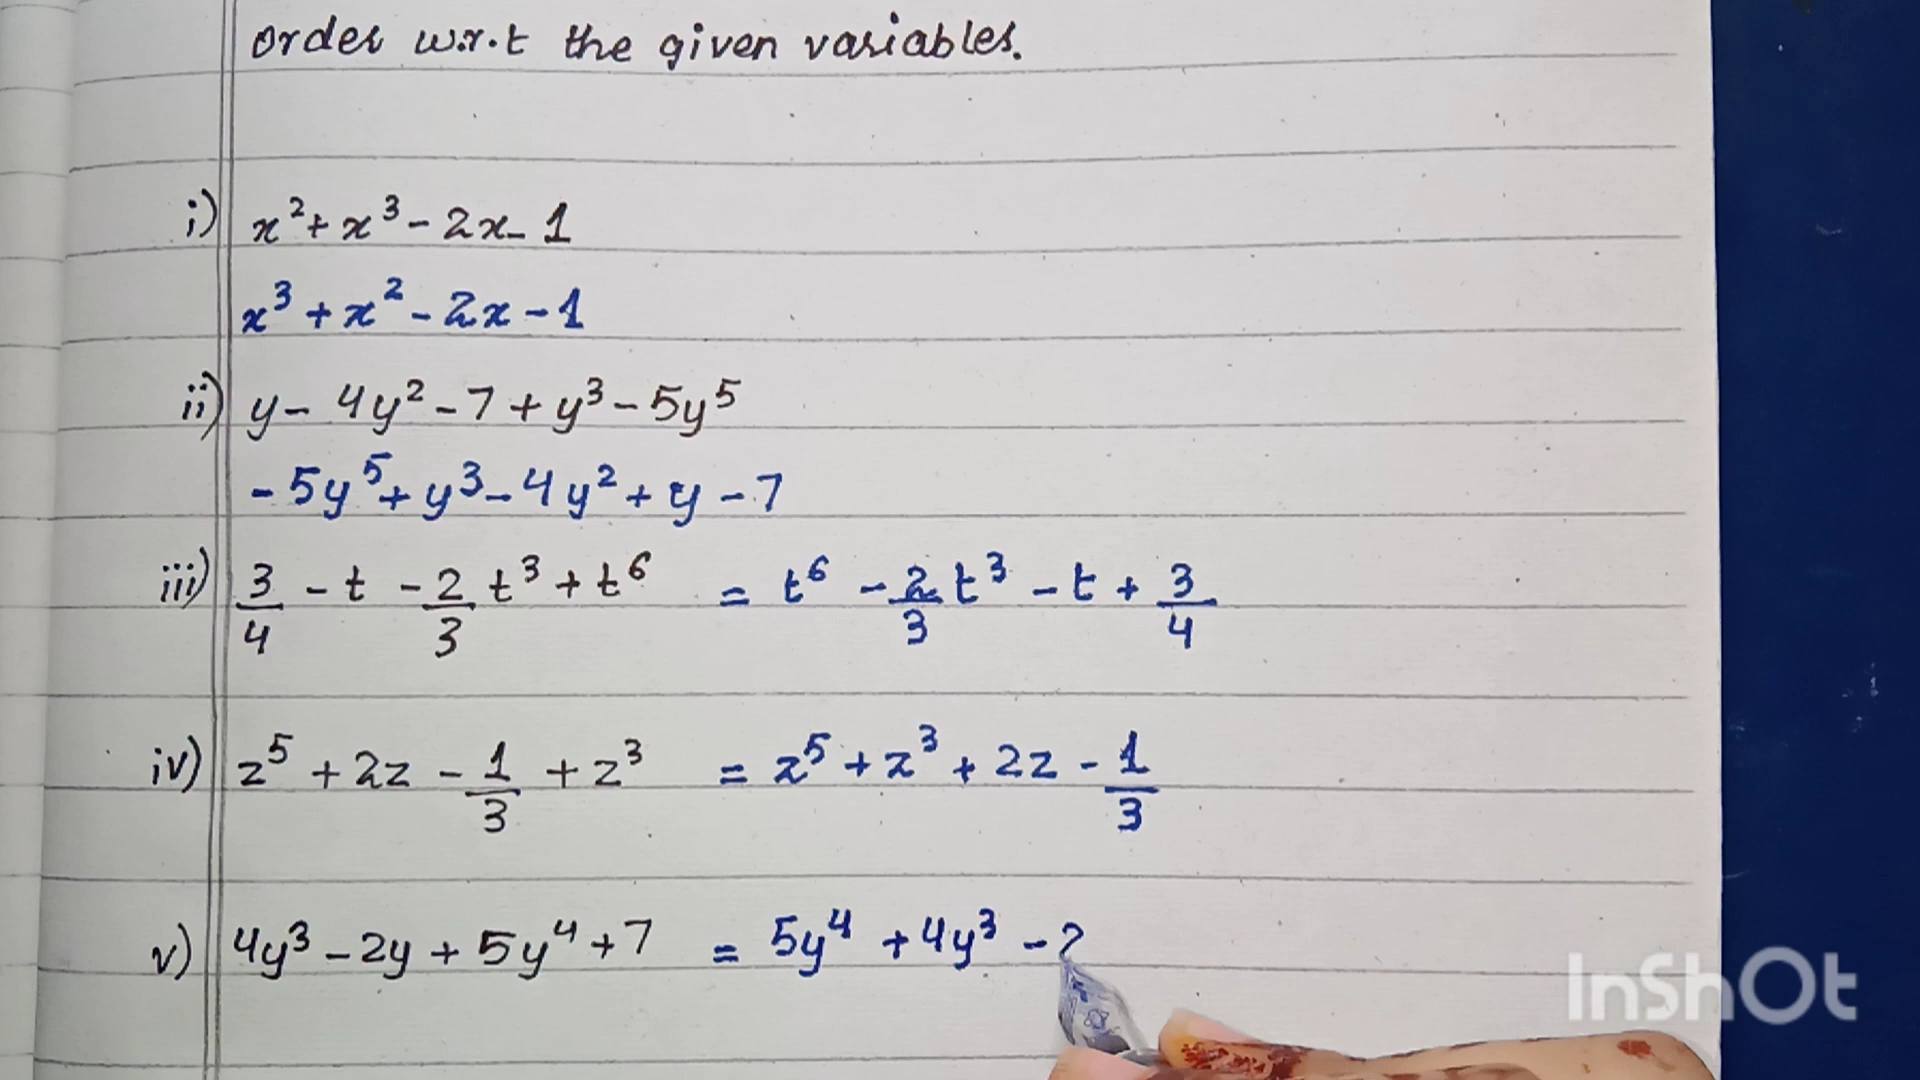 order w.r.t the given variables.
i) x² + x³ - 2x - 1
x³ + x² - 2x - 1
ii) y - 4y² - 7 + y³ - 5y⁵
- 5y⁵ + y³ - 4y² + y - 7
iii) 3/4 - t - 2/3 t³ + t⁶ = t⁶ - 2/3 t³ - t + 3/4
iv) z⁵ + 2z - 1/3 + z³ = z⁵ + z³ + 2z - 1/3
v) 4y³ - 2y + 5y⁴ + 7 = 5y⁴ + 4y³ - 2
InShOt